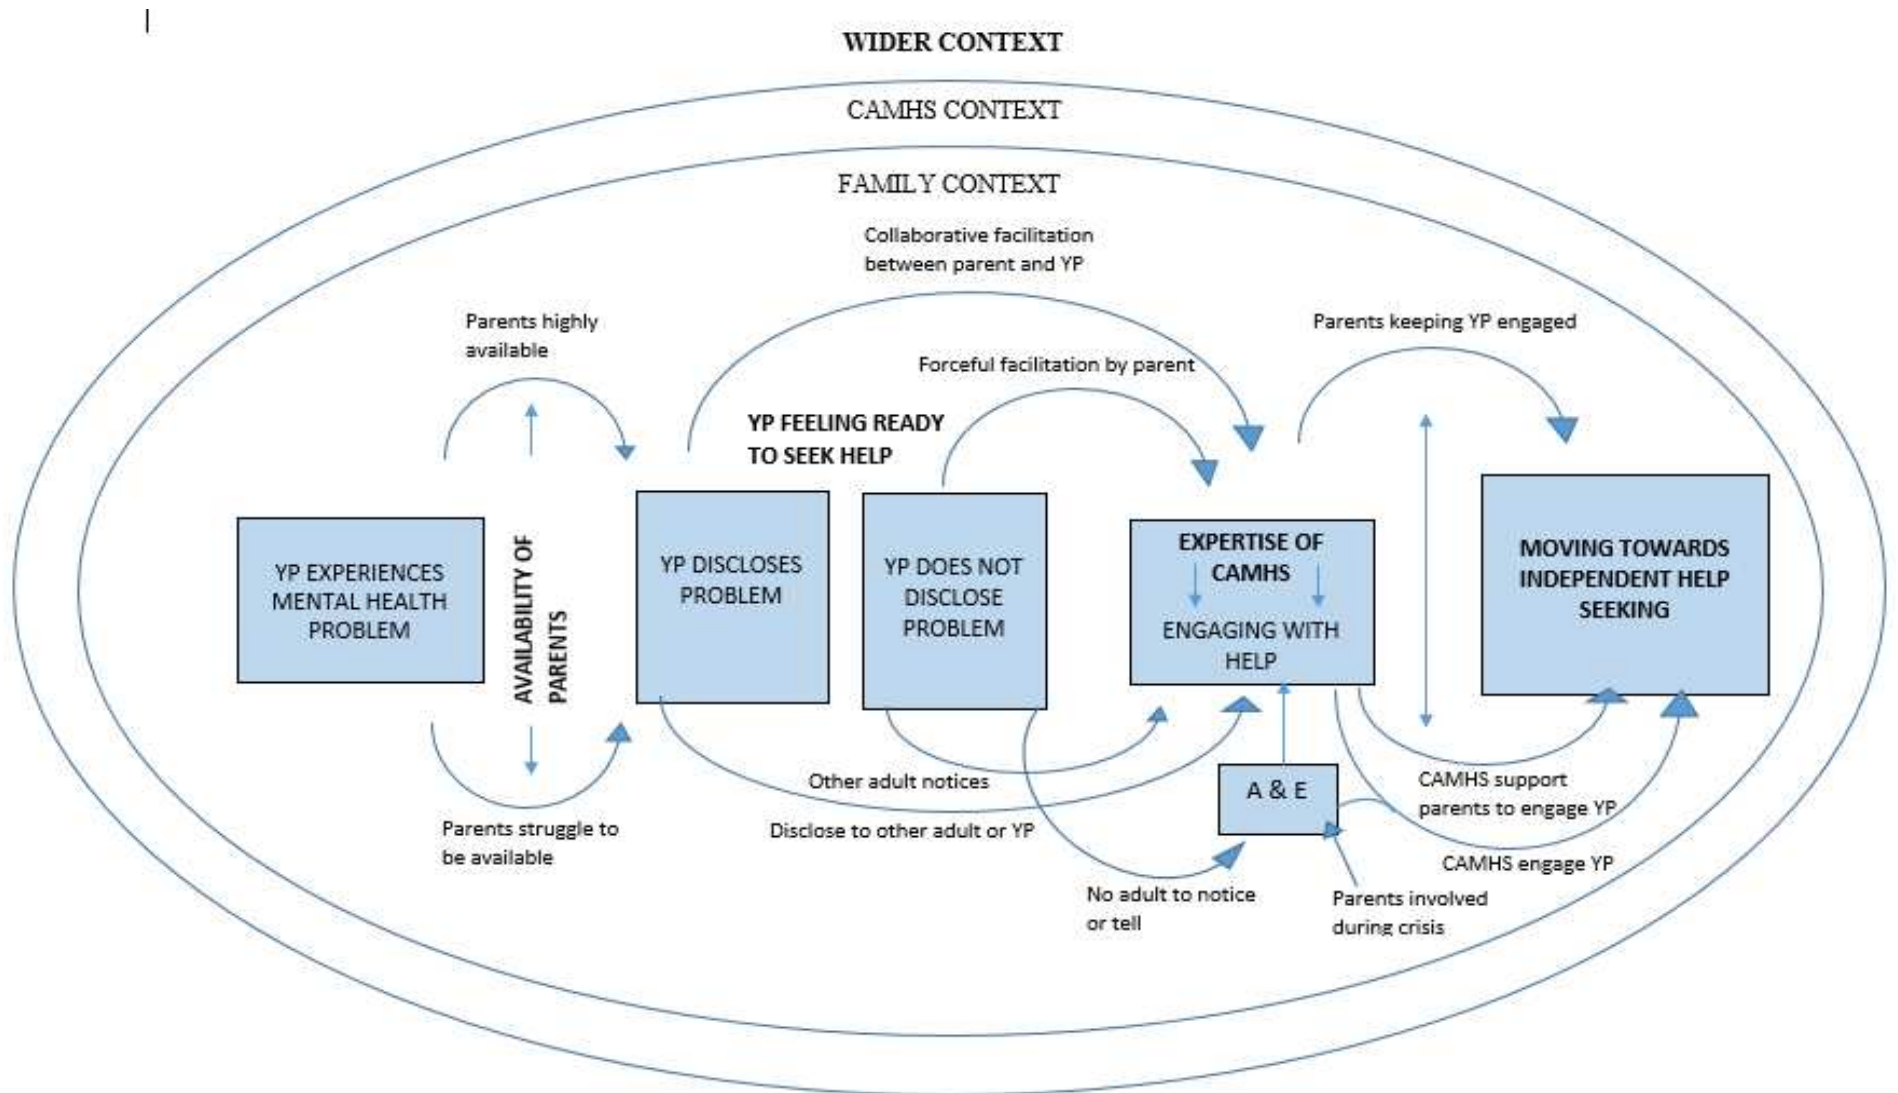 WIDER CONTEXT
CAMHS CONTEXT
FAMILY CONTEXT
Collaborative facilitation
between parent and YP
Parents highly
available
Parents keeping YP engaged
Forceful facilitation by parent
YP FEELING READY
TO SEEK HELP
YP EXPERIENCES
MENTAL HEALTH
PROBLEM
AVAILABILITY OF
PARENTS
YP DISCLOSES
PROBLEM
YP DOES NOT
DISCLOSE
PROBLEM
EXPERTISE OF
CAMHS
ENGAGING WITH
HELP
MOVING TOWARDS
INDEPENDENT HELP
SEEKING
Parents struggle to
be available
Other adult notices
Disclose to other adult or YP
A & E
CAMHS support
parents to engage YP
CAMHS engage YP
No adult to notice
or tell
Parents involved
during crisis